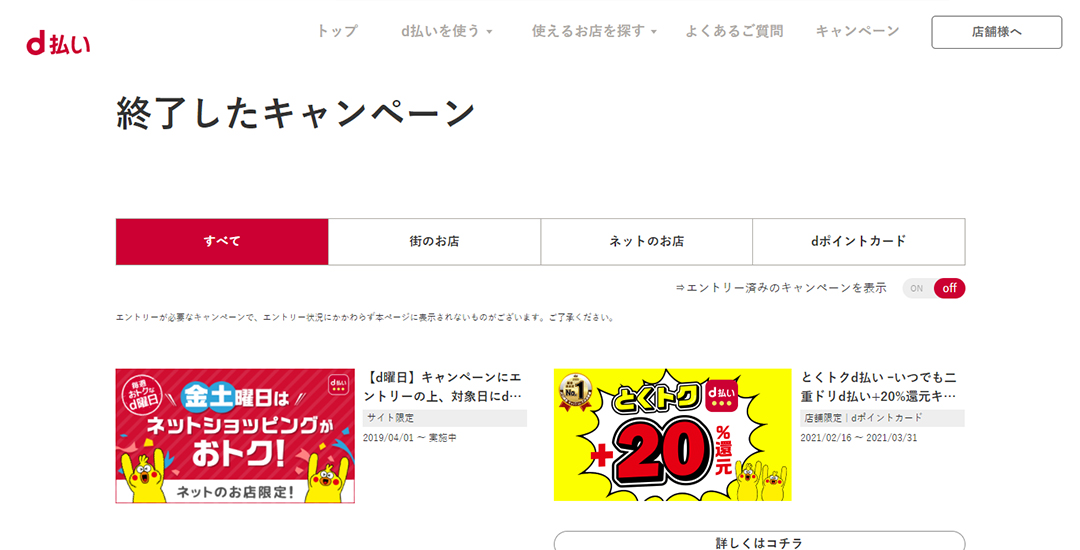 d払い
トップ
d払いを使う
使えるお店を探す
よくあるご質問
キャンペーン
店舗様へ
終了したキャンペーン
すべて
街のお店
ネットのお店
dポイントカード
⇒エントリー済みのキャンペーンを表示
ON
off
エントリーが必要なキャンペーンで、エントリー状況にかかわらず本ページに表示されないものがございます。ご了承ください。
毎週
おトクな
d曜日
金土曜日は
ネットショッピングが
おトク!
ネットのお店限定!
d払い
【d曜日】キャンペーンにエ
ントリーの上、対象日にd…
サイト限定
2019/04/01 〜 実施中
No.1
とくトク
d払い
+20%還元
とくトクd払い −いつでも二
重ドリd払い+20%還元キ…
店舗限定｜dポイントカード
2021/02/16 〜 2021/03/31
詳しくはコチラ